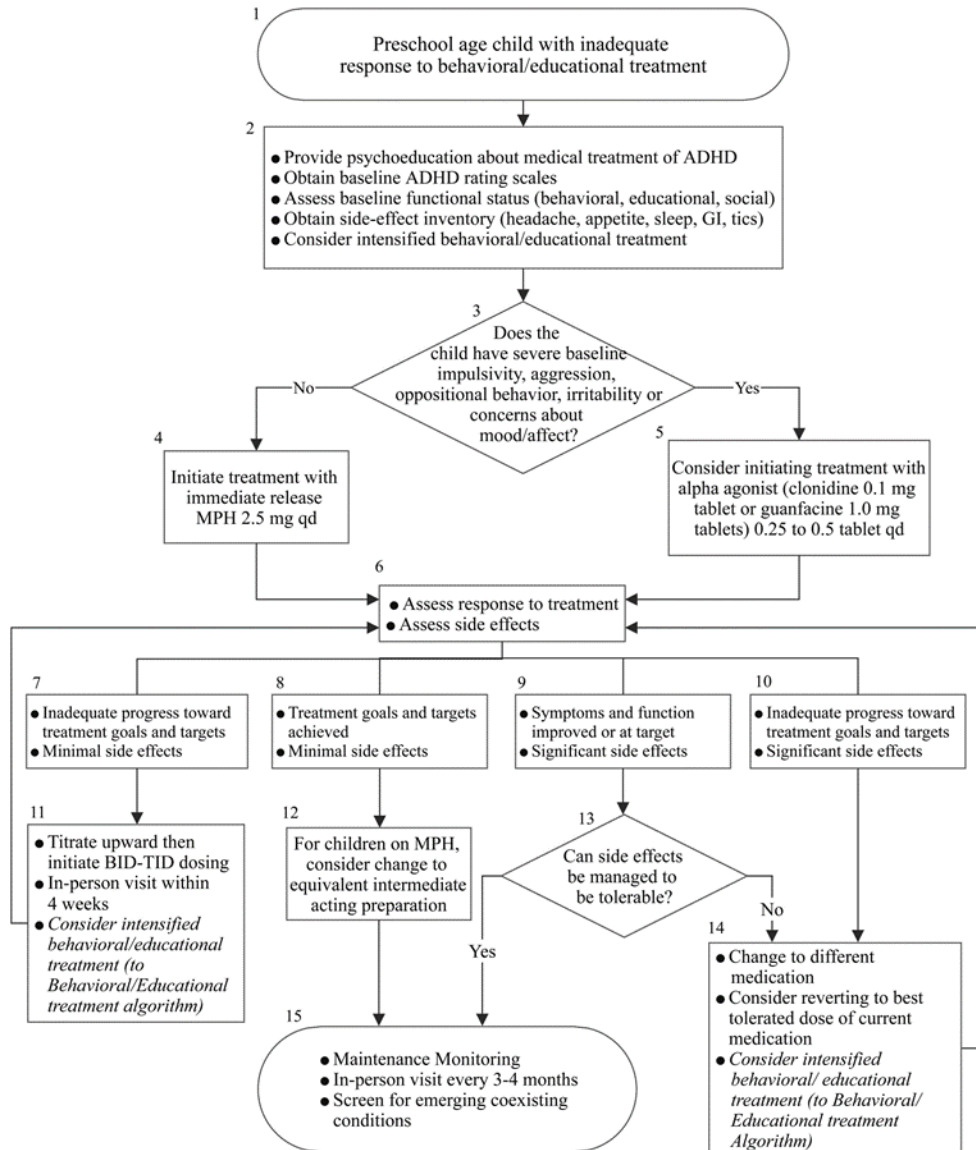 1
Preschool age child with inadequate
response to behavioral/educational treatment
2
● Provide psychoeducation about medical treatment of ADHD
● Obtain baseline ADHD rating scales
● Assess baseline functional status (behavioral, educational, social)
● Obtain side-effect inventory (headache, appetite, sleep, GI, tics)
● Consider intensified behavioral/educational treatment
3
Does the
child have severe baseline
impulsivity, aggression,
oppositional behavior, irritability or
concerns about
mood/affect?
No
Yes
4
Initiate treatment with
immediate release
MPH 2.5 mg qd
5
Consider initiating treatment with
alpha agonist (clonidine 0.1 mg
tablet or guanfacine 1.0 mg
tablets) 0.25 to 0.5 tablet qd
6
● Assess response to treatment
● Assess side effects
7
● Inadequate progress toward
treatment goals and targets
● Minimal side effects
8
● Treatment goals and targets
achieved
● Minimal side effects
9
● Symptoms and function
improved or at target
● Significant side effects
10
● Inadequate progress toward
treatment goals and targets
● Significant side effects
11
● Titrate upward then
initiate BID-TID dosing
● In-person visit within
4 weeks
● Consider intensified
behavioral/educational
treatment (to
Behavioral/Educational
treatment algorithm)
12
For children on MPH,
consider change to
equivalent intermediate
acting preparation
13
Can side effects
be managed to
be tolerable?
Yes
No
14
● Change to different
medication
● Consider reverting to best
tolerated dose of current
medication
● Consider intensified
behavioral/ educational
treatment (to Behavioral/
Educational treatment
Algorithm)
15
● Maintenance Monitoring
● In-person visit every 3-4 months
● Screen for emerging coexisting
conditions